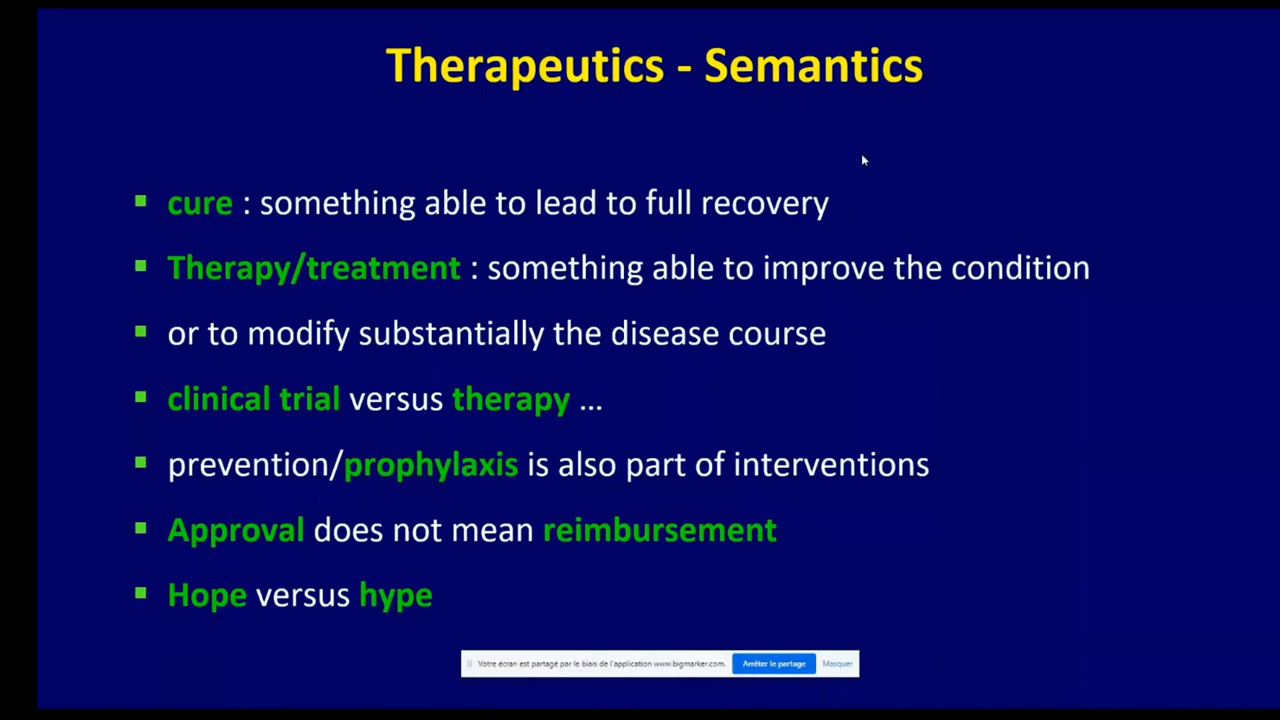 Therapeutics - Semantics
cure : something able to lead to full recovery
Therapy/treatment : something able to improve the condition
or to modify substantially the disease course
clinical trial versus therapy ...
prevention/prophylaxis is also part of interventions
Approval does not mean reimbursement
Hope versus hype
Votre écran est partagé par le biais de l'application www.bigmarker.com. Arrêter le partage Masquer